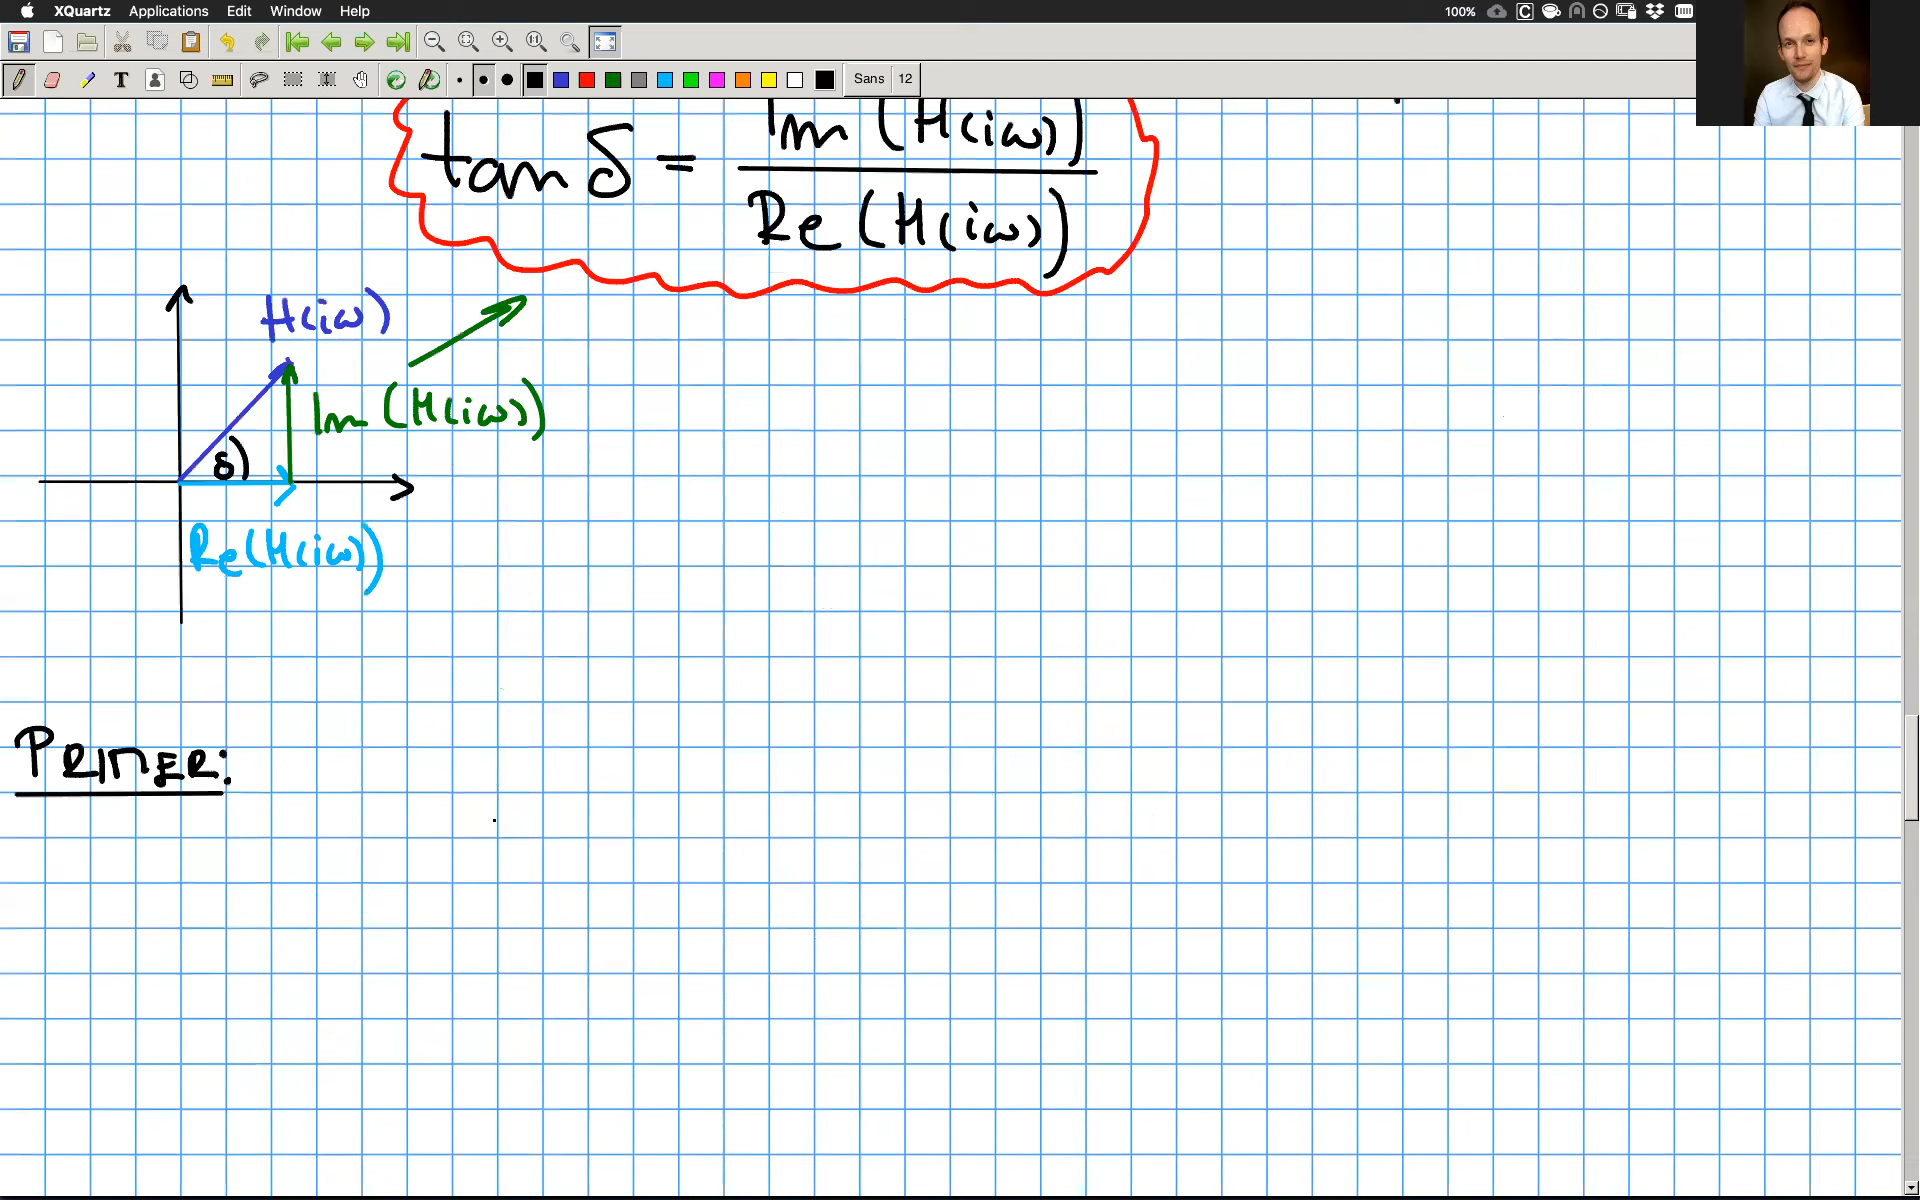 XQuartz Applications Edit Window Help
100%
Sans 12
tan δ = Im (H(iω)) / Re (H(iω))
H(iω)
Im (H(iω))
δ
Re(H(iω))
PRIMER: